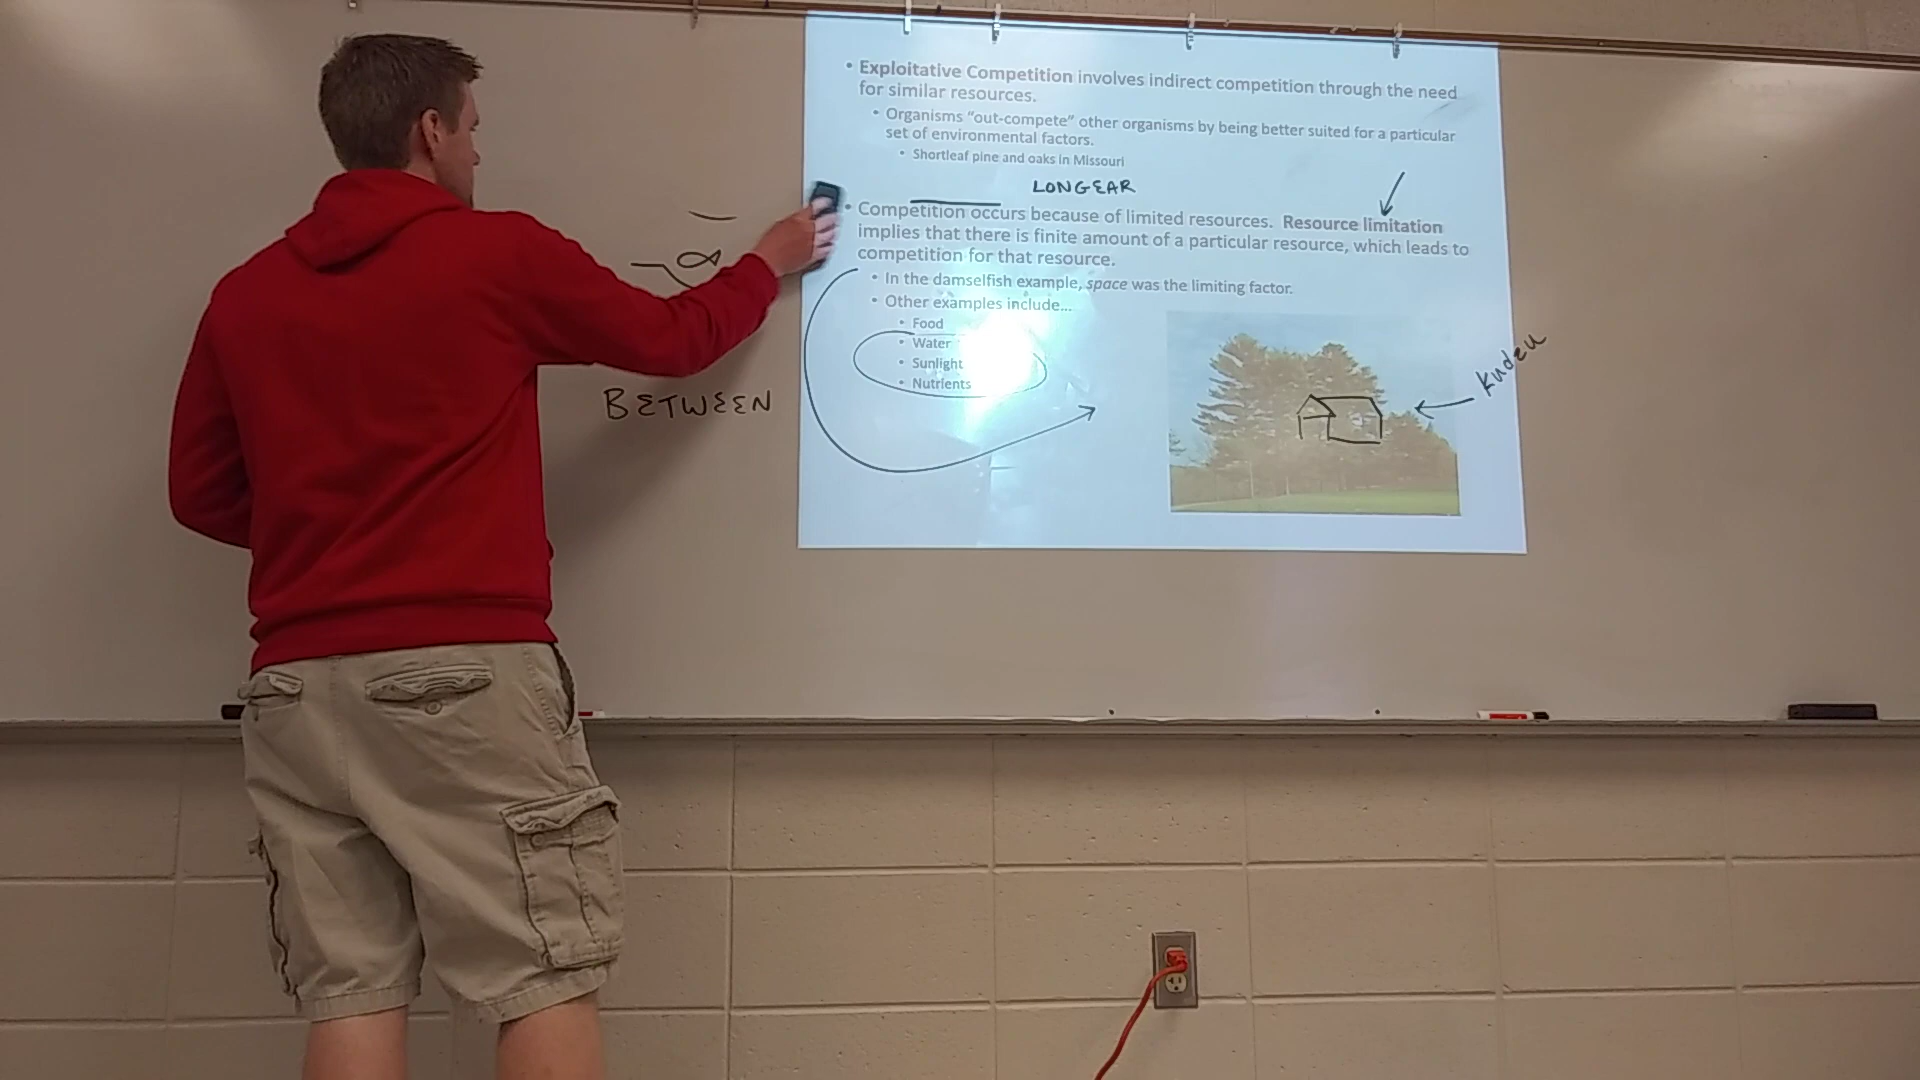 • Exploitative Competition involves indirect competition through the need
for similar resources.
• Organisms “out-compete” other organisms by being better suited for a particular
set of environmental factors.
• Shortleaf pine and oaks in Missouri
LONGEAR
• Competition occurs because of limited resources. Resource limitation
implies that there is finite amount of a particular resource, which leads to
competition for that resource.
• In the damselfish example, space was the limiting factor.
• Other examples include...
• Food
• Water
• Sunlight
• Nutrients
BETWEEN
Kudzu